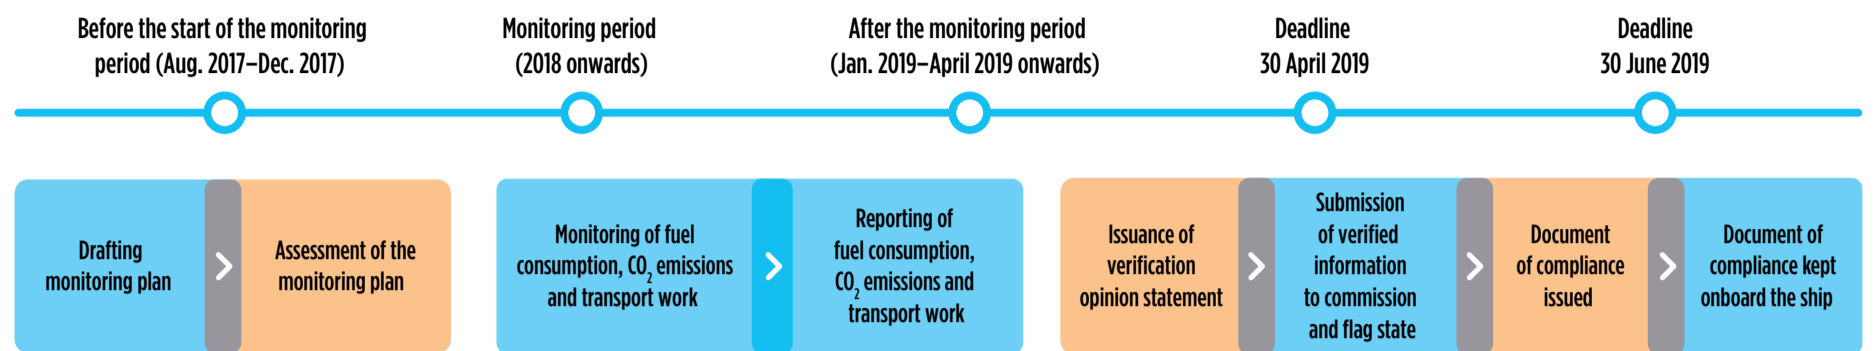 Before the start of the monitoring
period (Aug. 2017–Dec. 2017)
Monitoring period
(2018 onwards)
After the monitoring period
(Jan. 2019–April 2019 onwards)
Deadline
30 April 2019
Deadline
30 June 2019
Drafting
monitoring plan
Assessment of the
monitoring plan
Monitoring of fuel
consumption, CO₂ emissions
and transport work
Reporting of
fuel consumption,
CO₂ emissions and
transport work
Issuance of
verification
opinion statement
Submission
of verified
information
to commission
and flag state
Document
of compliance
issued
Document of
compliance kept
onboard the ship